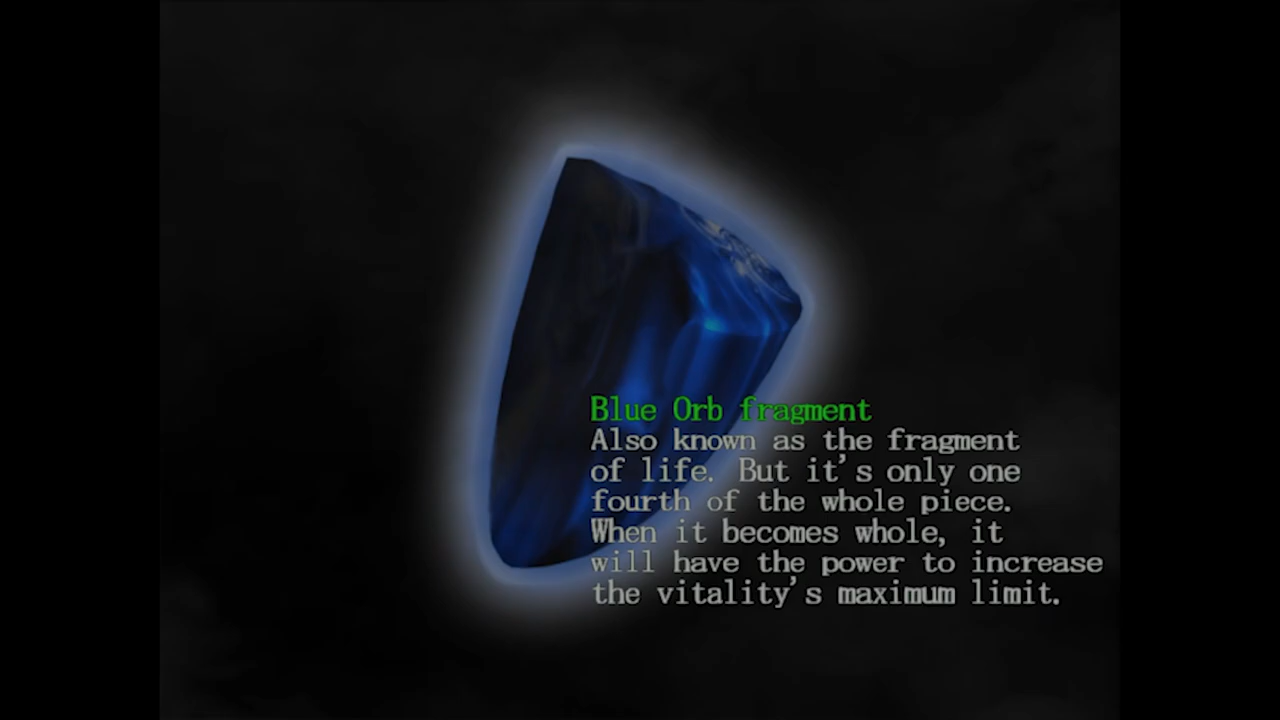 Blue Orb fragment
Also known as the fragment
of life. But it's only one
fourth of the whole piece.
When it becomes whole, it
will have the power to increase
the vitality's maximum limit.